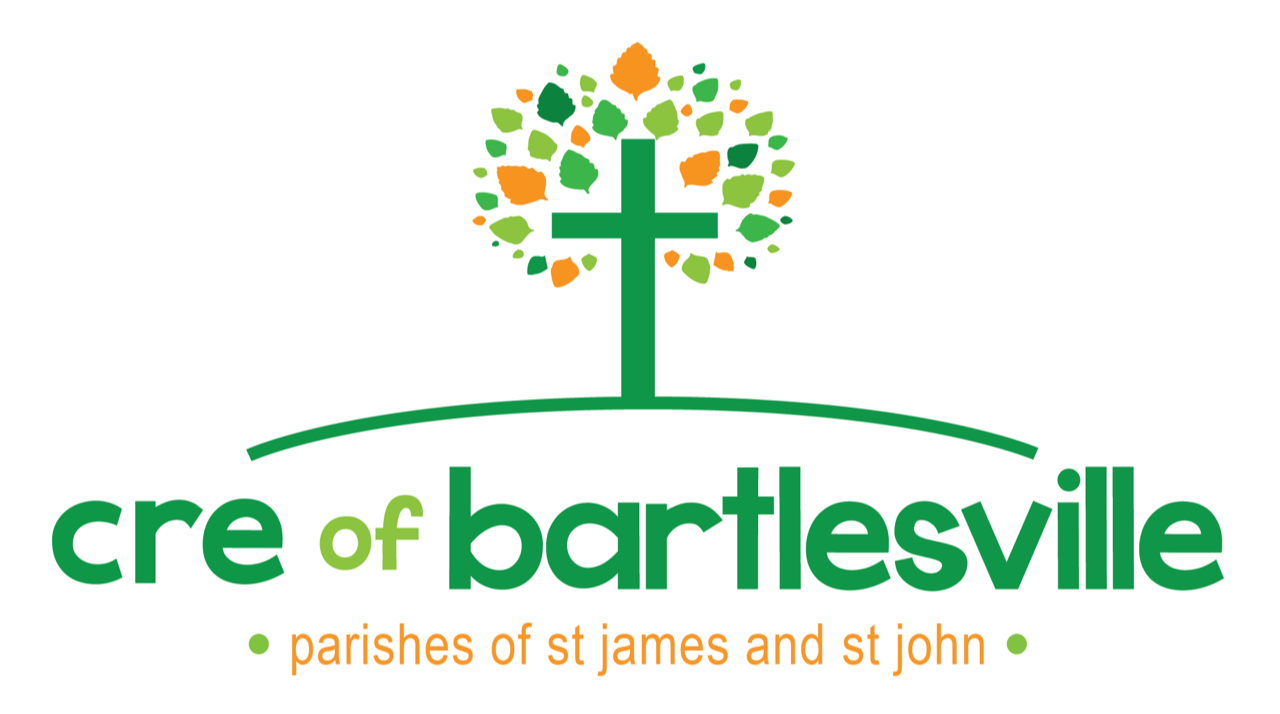 cre of bartlesville
• parishes of st james and st john •